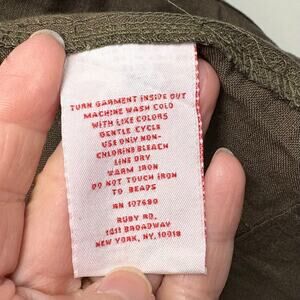 TURN GARMENT INSIDE OUT
MACHINE WASH COLD
WITH LIKE COLORS
GENTLE CYCLE
USE ONLY NON-
CHLORINE BLEACH
LINE DRY
WARM IRON
DO NOT TOUCH IRON
TO BEADS
RN 107680
RUBY RD.
1411 BROADWAY
NEW YORK, NY, 10018